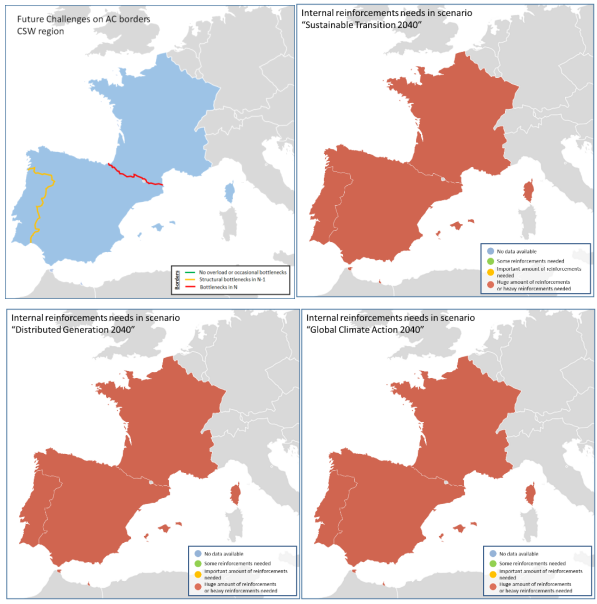 Future Challenges on AC borders
CSW region
Borders
No overload or occasional bottlenecks
Structural bottlenecks in N-1
Bottlenecks in N
Internal reinforcements needs in scenario
“Sustainable Transition 2040”
No data available
Some reinforcements needed
Important amount of reinforcements
needed
Huge amount of reinforcements
or heavy reinforcements needed
Internal reinforcements needs in scenario
“Distributed Generation 2040”
No data available
Some reinforcements needed
Important amount of reinforcements
needed
Huge amount of reinforcements
or heavy reinforcements needed
Internal reinforcements needs in scenario
“Global Climate Action 2040”
No data available
Some reinforcements needed
Important amount of reinforcements
needed
Huge amount of reinforcements
or heavy reinforcements needed